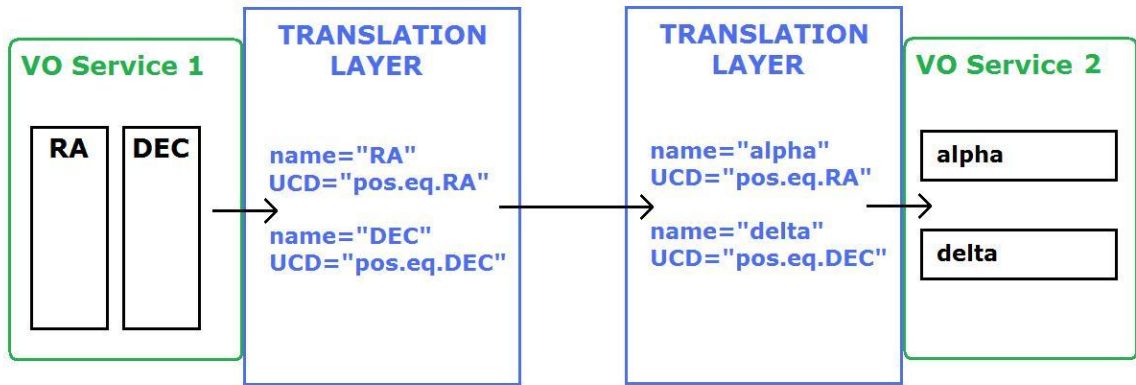 VO Service 1
RA
DEC
TRANSLATION
LAYER
name="RA"
UCD="pos.eq.RA"
name="DEC"
UCD="pos.eq.DEC"
TRANSLATION
LAYER
name="alpha"
UCD="pos.eq.RA"
name="delta"
UCD="pos.eq.DEC"
VO Service 2
alpha
delta